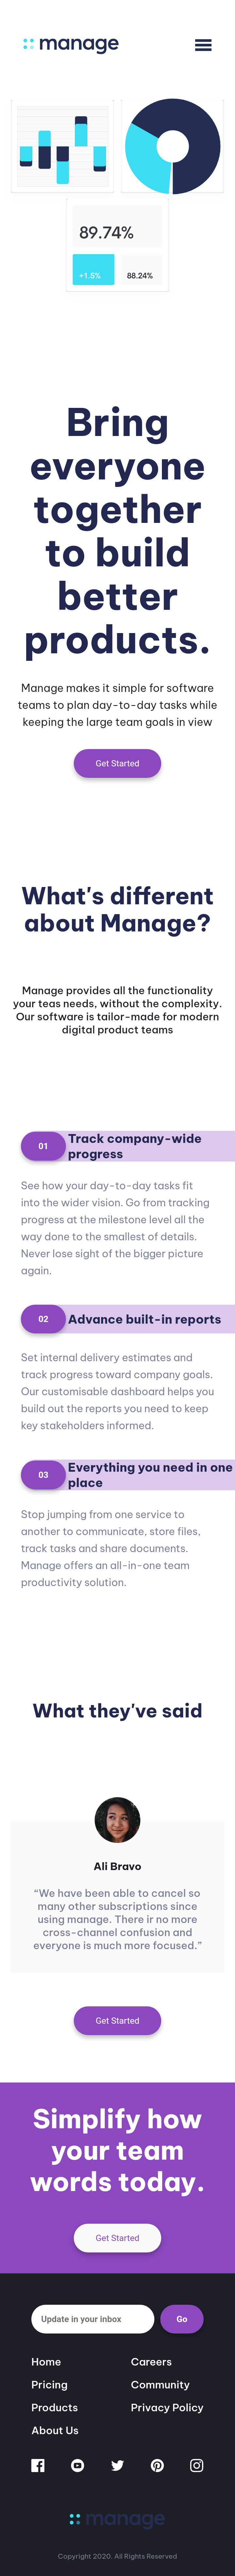 manage
89.74%
+1.5%
88.24%
Bring
everyone
together
to build
better
products.
Manage makes it simple for software
teams to plan day-to-day tasks while
keeping the large team goals in view
Get Started
What's different
about Manage?
Manage provides all the functionality
your teas needs, without the complexity.
Our software is tailor-made for modern
digital product teams
01
Track company-wide
progress
See how your day-to-day tasks fit
into the wider vision. Go from tracking
progress at the milestone level all the
way done to the smallest of details.
Never lose sight of the bigger picture
again.
02
Advance built-in reports
Set internal delivery estimates and
track progress toward company goals.
Our customisable dashboard helps you
build out the reports you need to keep
key stakeholders informed.
03
Everything you need in one
place
Stop jumping from one service to
another to communicate, store files,
track tasks and share documents.
Manage offers an all-in-one team
productivity solution.
What they've said
Ali Bravo
“We have been able to cancel so
many other subscriptions since
using manage. There ir no more
cross-channel confusion and
everyone is much more focused.”
Get Started
Simplify how
your team
words today.
Get Started
Update in your inbox
Go
Home
Careers
Pricing
Community
Products
Privacy Policy
About Us
manage
Copyright 2020. All Rights Reserved